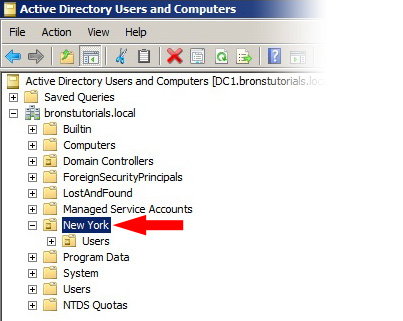 Active Directory Users and Computers
File Action View Help
Active Directory Users and Computers [DC1.bronstutorials.loc
Saved Queries
bronstutorials.local
Builtin
Computers
Domain Controllers
ForeignSecurityPrincipals
LostAndFound
Managed Service Accounts
New York
Users
Program Data
System
Users
NTDS Quotas